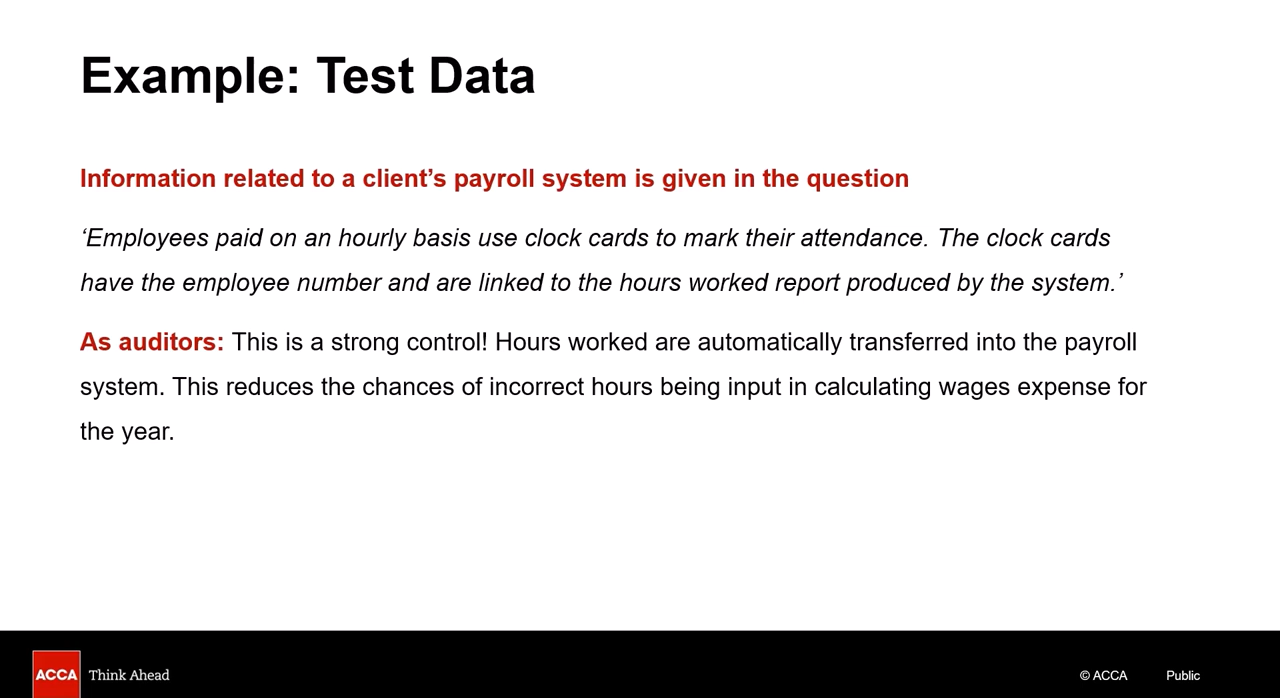 Example: Test Data
Information related to a client’s payroll system is given in the question
‘Employees paid on an hourly basis use clock cards to mark their attendance. The clock cards
have the employee number and are linked to the hours worked report produced by the system.’
As auditors: This is a strong control! Hours worked are automatically transferred into the payroll
system. This reduces the chances of incorrect hours being input in calculating wages expense for
the year.
ACCA Think Ahead
© ACCA Public